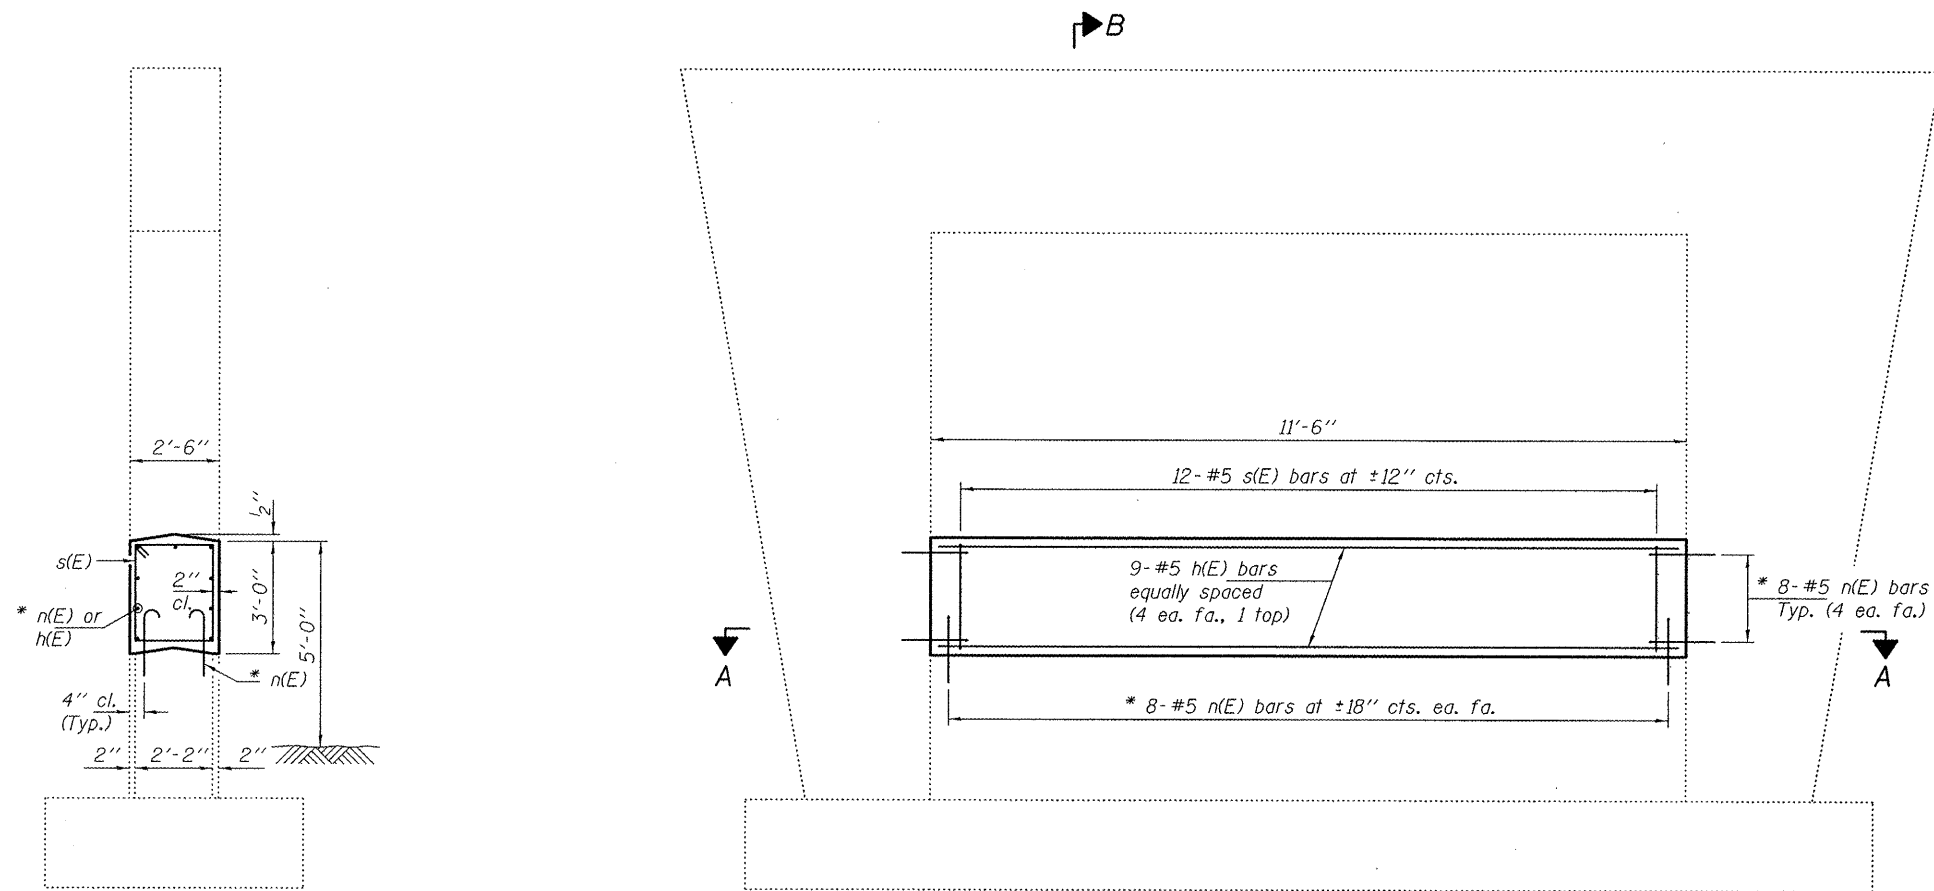 B
2'-6"
1/2"
s(E)
2"
cl.
3'-0"
* n(E) or
h(E)
5'-0"
* n(E)
4" cl.
(Typ.)
2"
2'-2"
2"
11'-6"
12-#5 s(E) bars at ±12" cts.
9-#5 h(E) bars
equally spaced
(4 ea. fa., 1 top)
* 8-#5 n(E) bars
Typ. (4 ea. fa.)
A
A
* 8-#5 n(E) bars at ±18" cts. ea. fa.